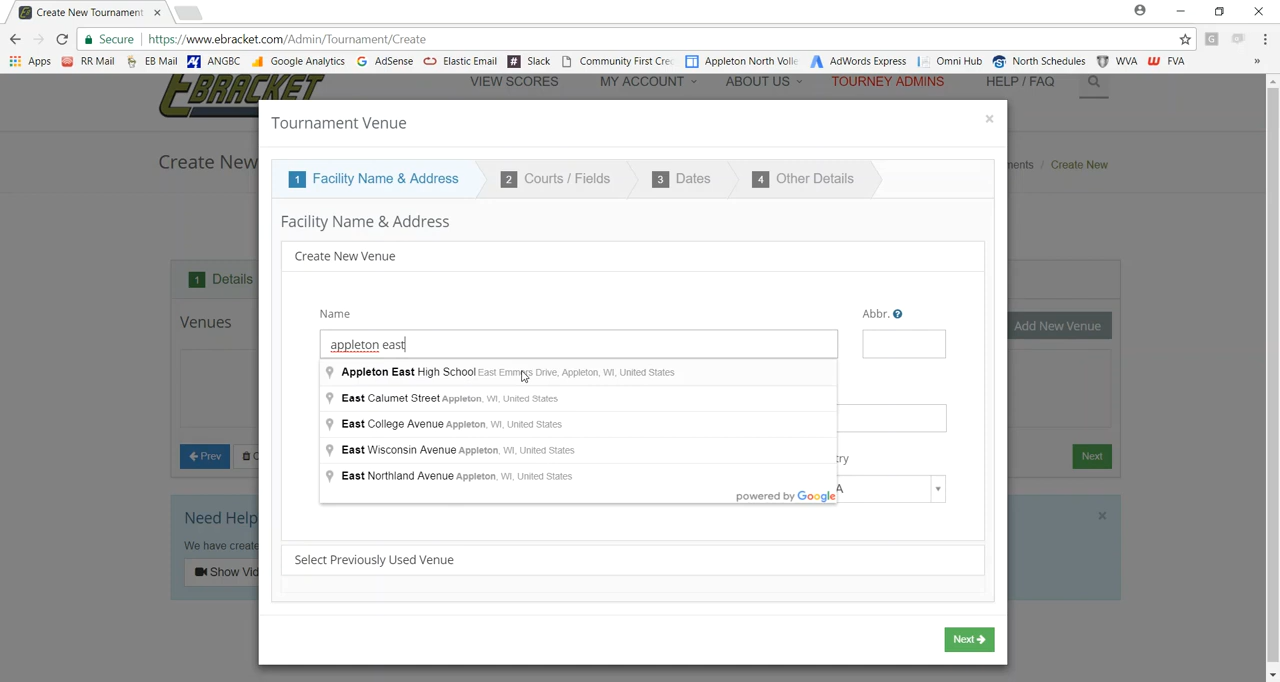 Create New Tournament
Secure https://www.ebracket.com/Admin/Tournament/Create
Apps RR Mail EB Mail ANGBC Google Analytics AdSense Elastic Email Slack Community First Cre Appleton North Volle AdWords Express Omni Hub North Schedules WVA FVA »
EBRACKET VIEW SCORES MY ACCOUNT ABOUT US TOURNEY ADMINS HELP / FAQ
Tournament Venue ×
Create New ments / Create New
1 Facility Name & Address 2 Courts / Fields 3 Dates 4 Other Details
Facility Name & Address
Create New Venue
1 Details
Name Abbr. ?
Venues Add New Venue
appleton east
Appleton East High School East Emmers Drive, Appleton, WI, United States
East Calumet Street Appleton, WI, United States
East College Avenue Appleton, WI, United States
East Wisconsin Avenue Appleton, WI, United States
Prev C try Next
East Northland Avenue Appleton, WI, United States
powered by Google A
Need Help ×
We have create
Select Previously Used Venue
Show Vid
Next